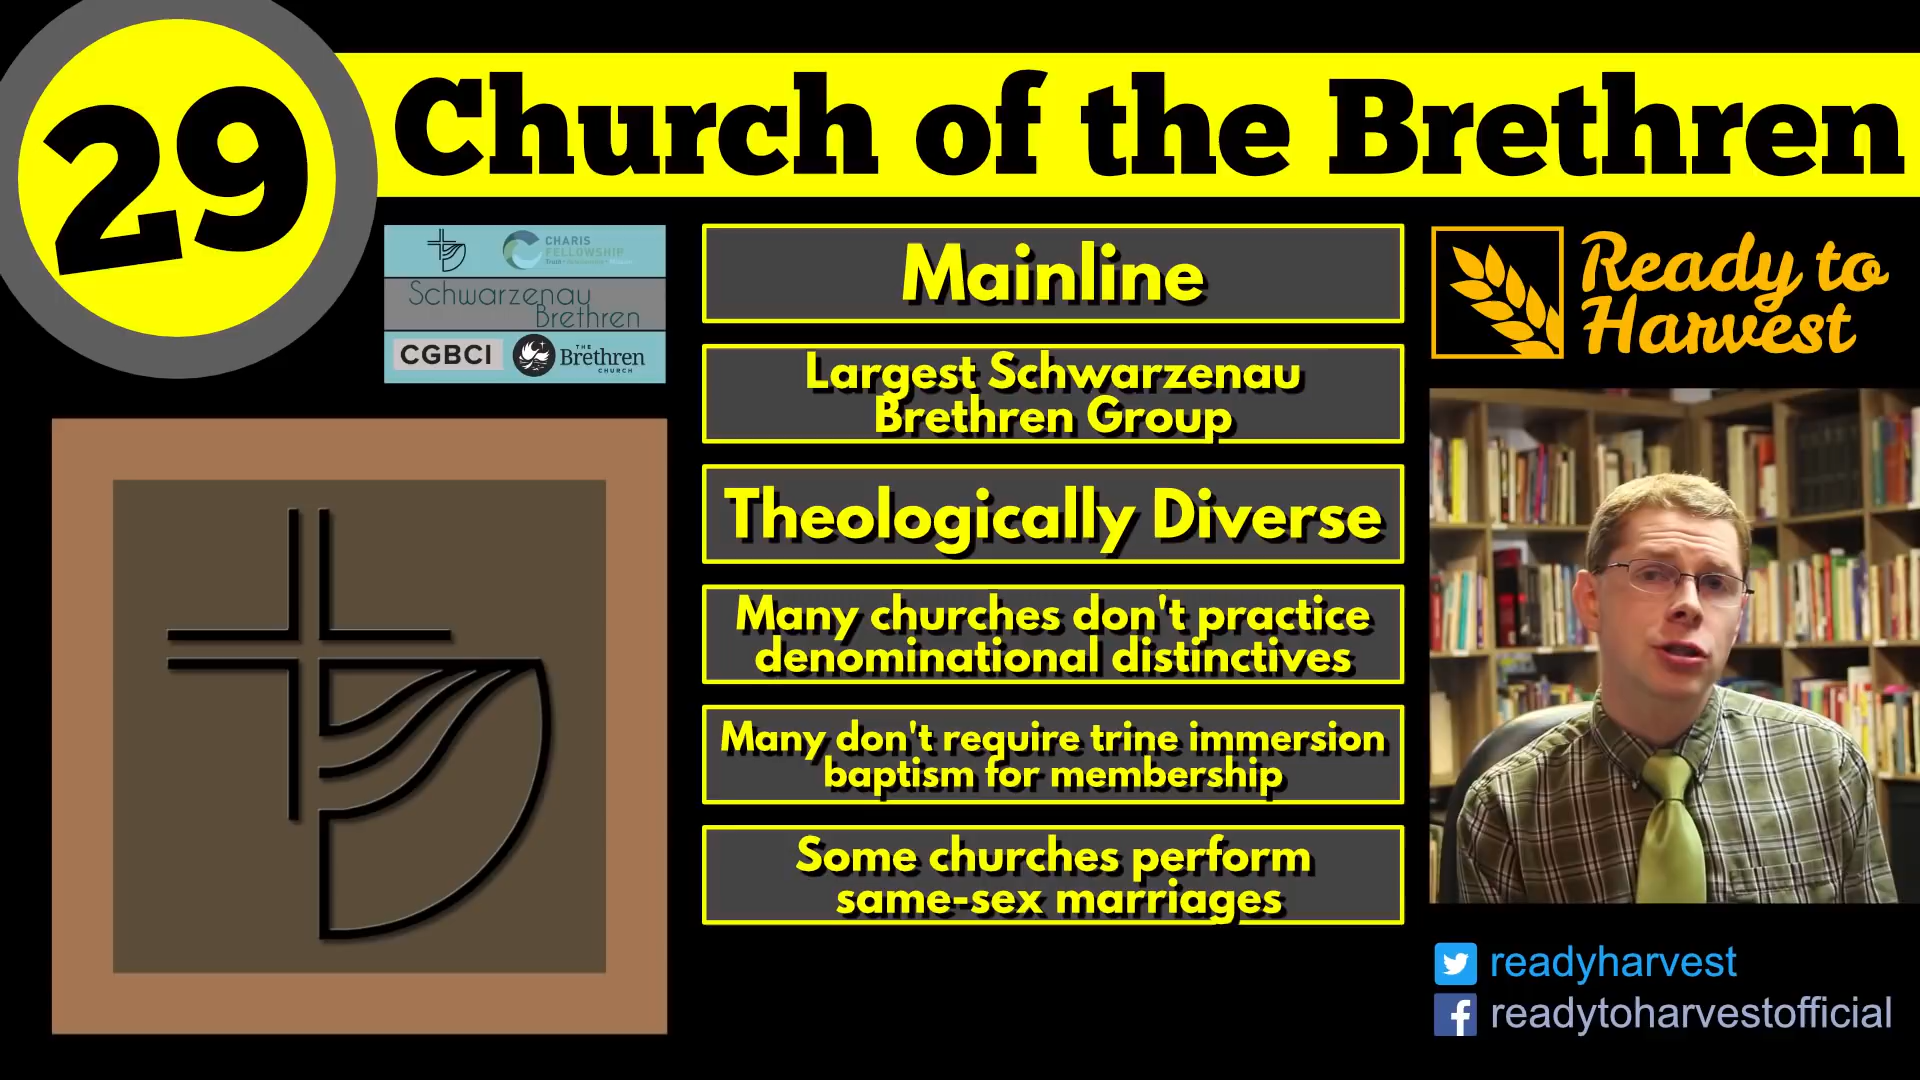 29
Church of the Brethren
CHARIS
FELLOWSHIP
Schwarzenau
Brethren
CGBCI
THE
Brethren
CHURCH
Mainline
Largest Schwarzenau
Brethren Group
Theologically Diverse
Many churches don't practice
denominational distinctives
Many don't require trine immersion
baptism for membership
Some churches perform
same-sex marriages
Ready to
Harvest
readyharvest
readytoharvestofficial